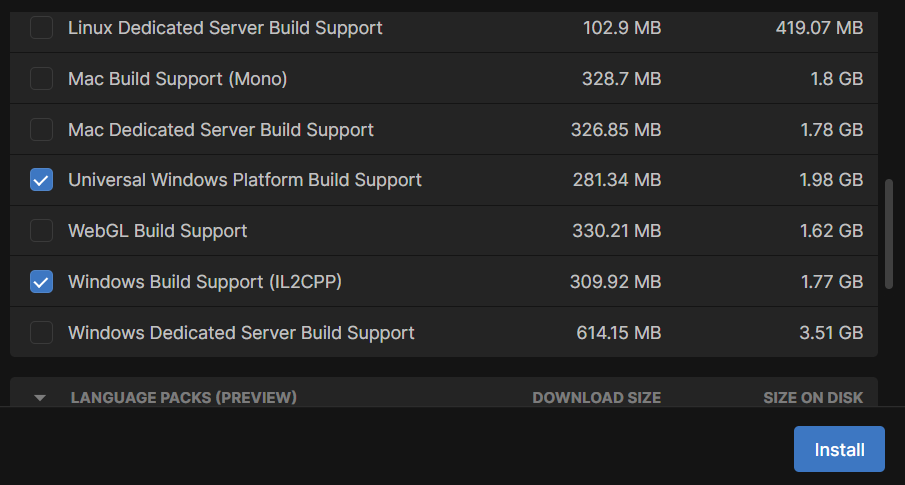 Linux Dedicated Server Build Support 102.9 MB 419.07 MB
Mac Build Support (Mono) 328.7 MB 1.8 GB
Mac Dedicated Server Build Support 326.85 MB 1.78 GB
Universal Windows Platform Build Support 281.34 MB 1.98 GB
WebGL Build Support 330.21 MB 1.62 GB
Windows Build Support (IL2CPP) 309.92 MB 1.77 GB
Windows Dedicated Server Build Support 614.15 MB 3.51 GB
LANGUAGE PACKS (PREVIEW) DOWNLOAD SIZE SIZE ON DISK
Install